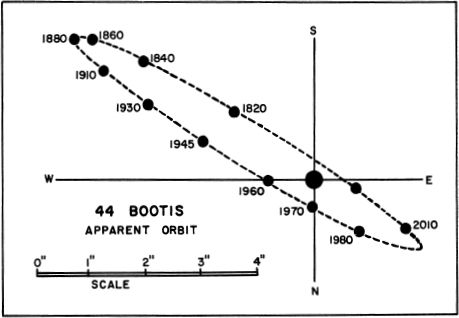 S
1880
1860
1840
1910
1820
1930
1945
W
E
1960
1970
44 BOOTIS
2010
APPARENT ORBIT
1980
0" 1" 2" 3" 4"
SCALE
N